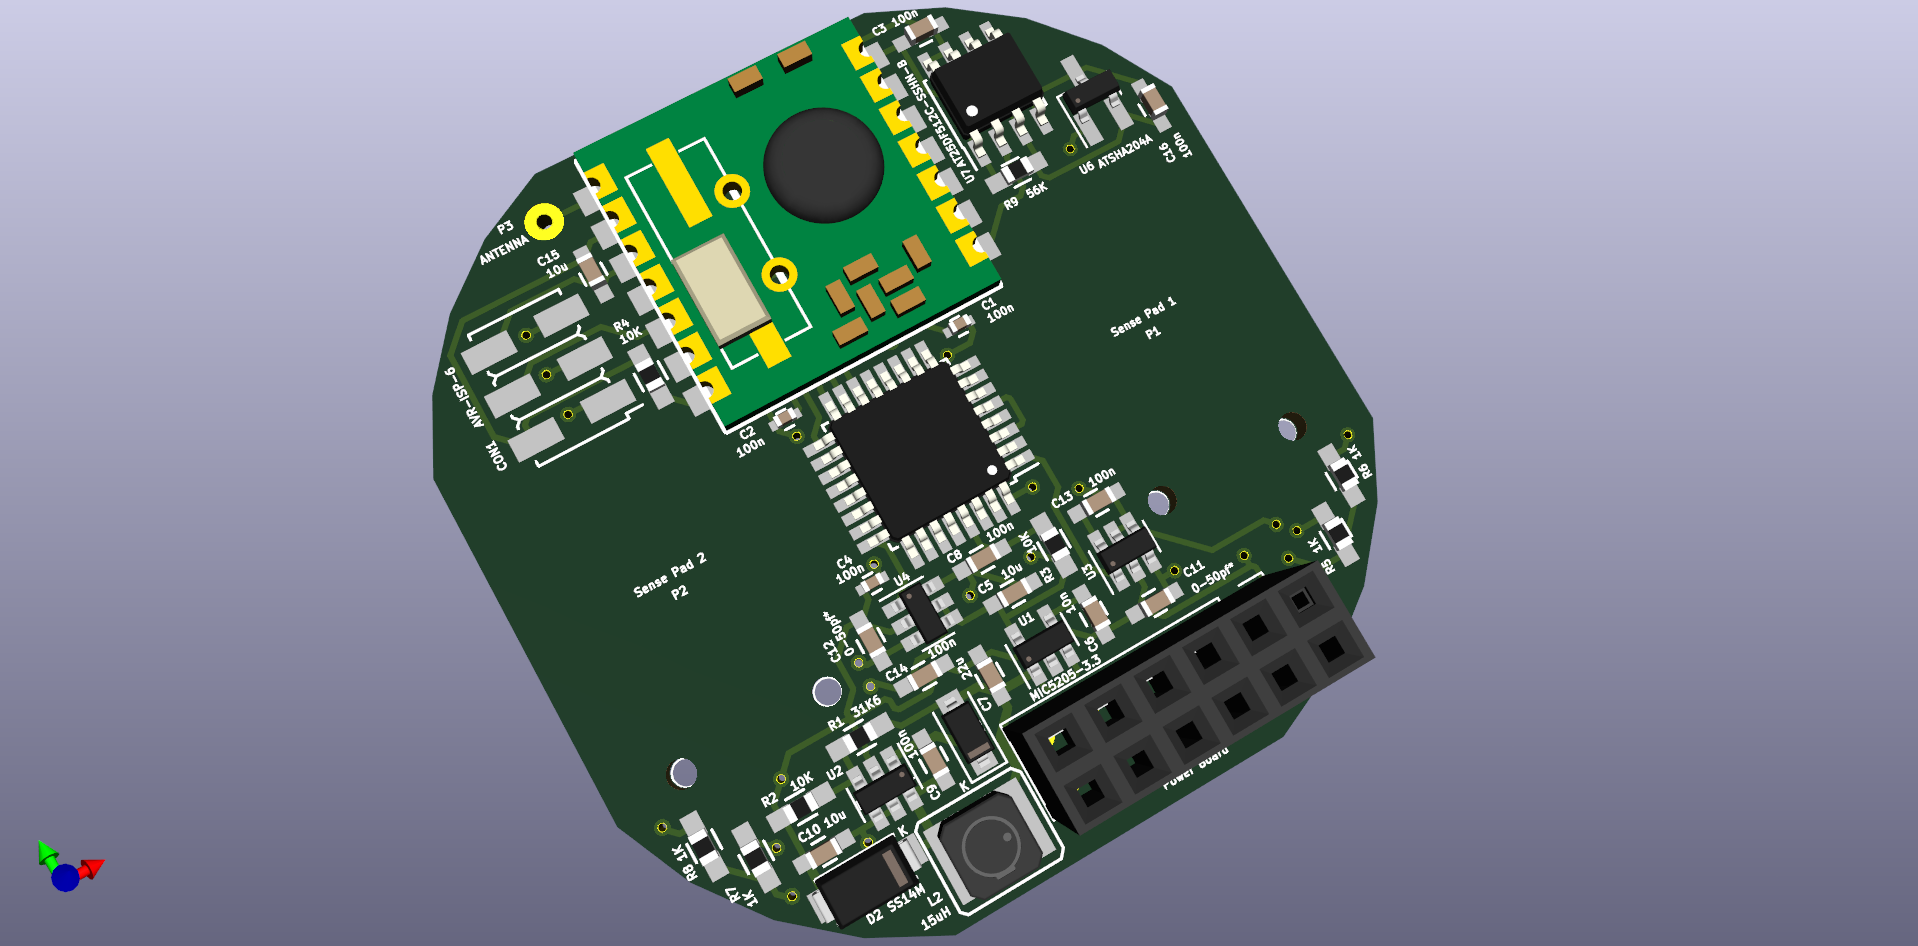 C3 100n
U7 AT25DF512C-SSHN-B
C16
100n
U6 ATSHA204A
R9 56K
P3
ANTENNA
C15
10u
R4
10K
AVR-ISP-6
CON1
C1
100n
C2
100n
Sense Pad 1
P1
Sense Pad 2
P2
R6 1K
R5 1K
C13 100n
U3
R3 10K
C8 100n
C5 10u
C4
100n
U4
C11
0-50pf*
C12
0-50pf*
C6 10u
U1
MIC5205-3.3
C14 100n
C7 22u
R1 31K6
C9 100n
U2
R2 10K
C10 10u
K
K
R8 1K
R7
1K
D2 SS14M
L2
15uH
Power Board